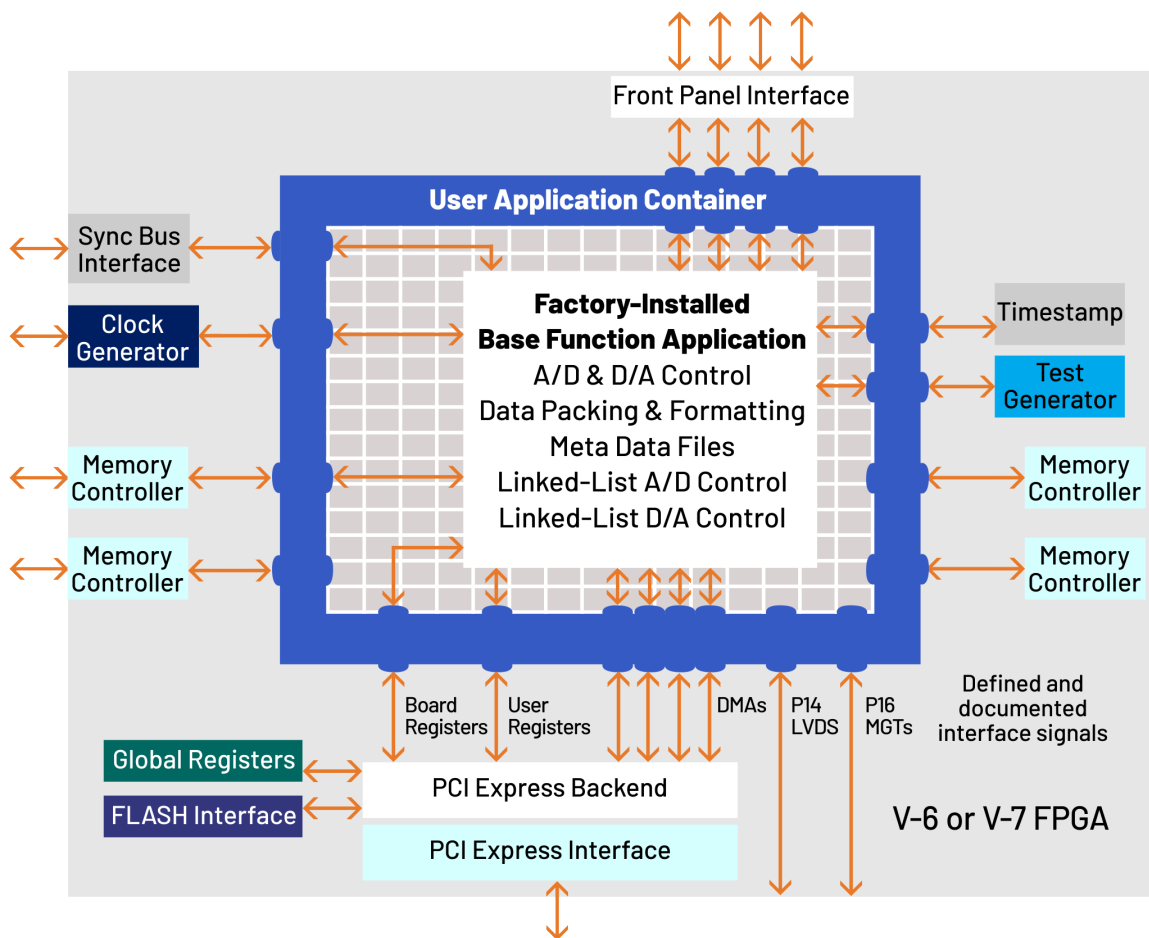 Front Panel Interface
User Application Container
Sync Bus
Interface
Clock
Generator
Memory
Controller
Memory
Controller
Factory-Installed
Base Function Application
A/D & D/A Control
Data Packing & Formatting
Meta Data Files
Linked-List A/D Control
Linked-List D/A Control
Timestamp
Test
Generator
Memory
Controller
Memory
Controller
Board
Registers
User
Registers
DMAs
P14
LVDS
P16
MGTs
Defined and
documented
interface signals
Global Registers
FLASH Interface
PCI Express Backend
PCI Express Interface
V-6 or V-7 FPGA